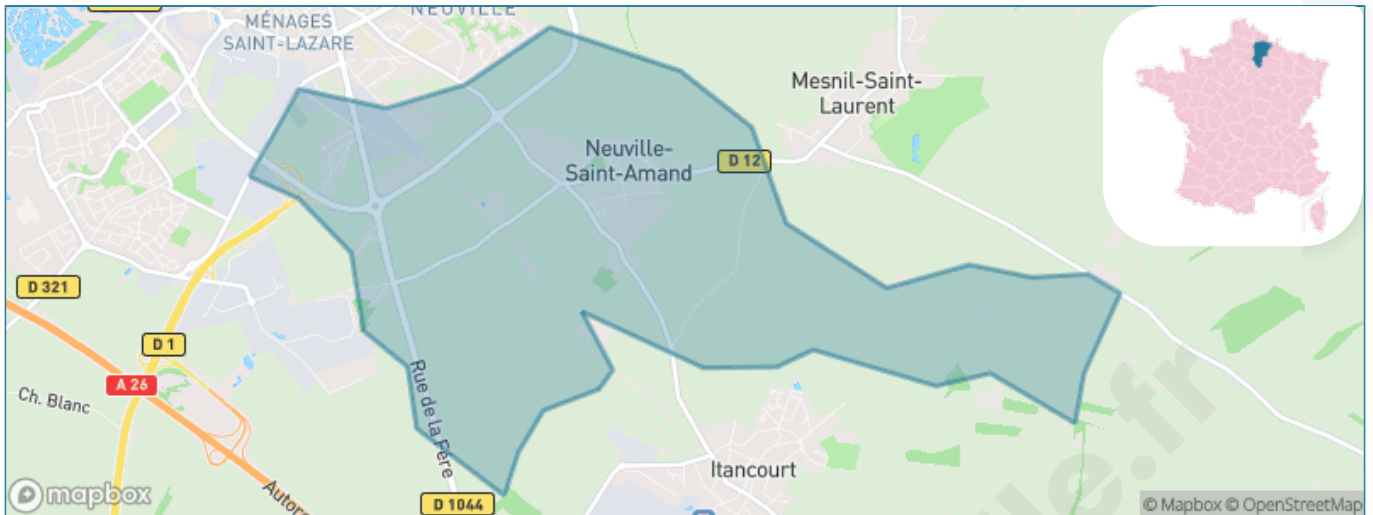 NEUVILLE
MÉNAGES
SAINT-LAZARE
Mesnil-Saint-
Laurent
Neuville-
Saint-Amand
D 12
D 321
D 1
A 26
Ch. Blanc
Rue de la Fère
Itancourt
D 1044
mapbox
© Mapbox © OpenStreetMap